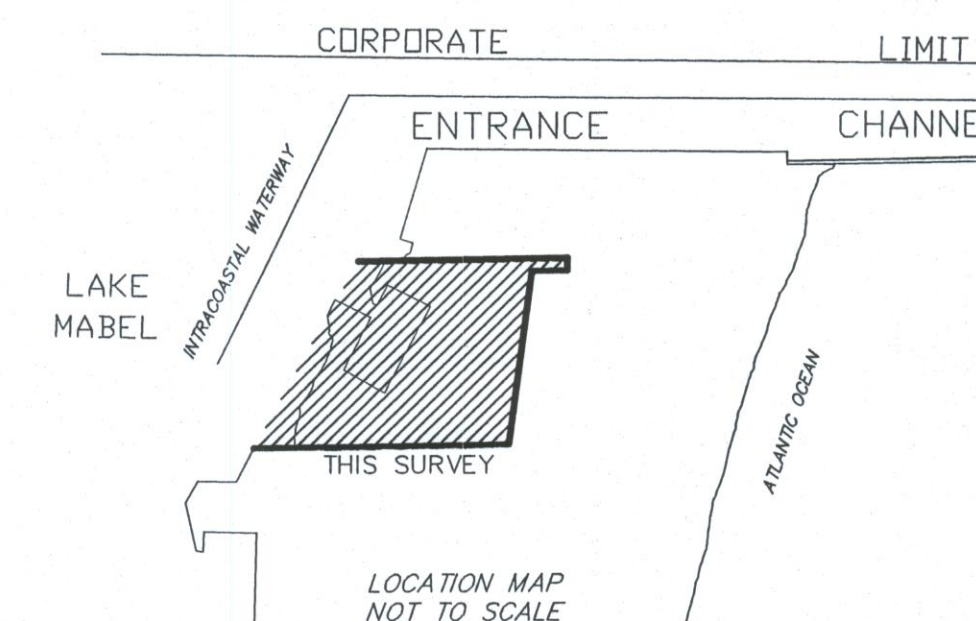 CORPORATE LIMIT
ENTRANCE CHANNE
INTRACOASTAL WATERWAY
LAKE
MABEL
ATLANTIC OCEAN
THIS SURVEY
LOCATION MAP
NOT TO SCALE